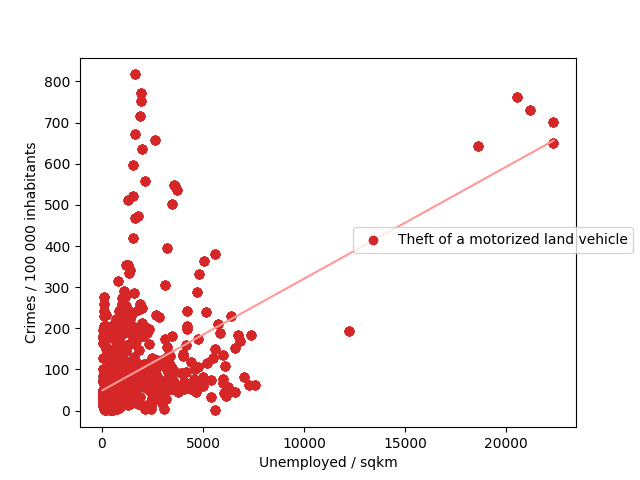 800
700
600
500
400
300
200
100
0
Crimes / 100 000 inhabitants
Theft of a motorized land vehicle
0 5000 10000 15000 20000
Unemployed / sqkm